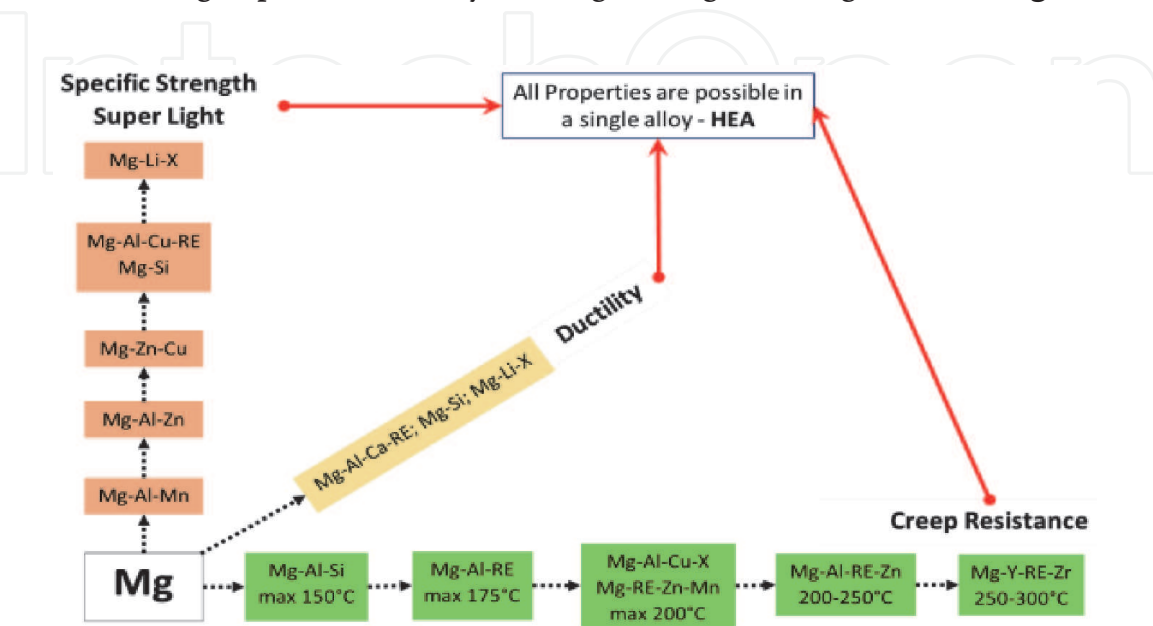 Specific Strength
Super Light
All Properties are possible in
a single alloy - HEA
Mg-Li-X
Mg-Al-Cu-RE
Mg-Si
Mg-Zn-Cu
Mg-Al-Zn
Mg-Al-Mn
Mg
Ductility
Mg-Al-Ca-RE; Mg-Si; Mg-Li-X
Creep Resistance
Mg-Al-Si
max 150°C
Mg-Al-RE
max 175°C
Mg-Al-Cu-X
Mg-RE-Zn-Mn
max 200°C
Mg-Al-RE-Zn
200-250°C
Mg-Y-RE-Zr
250-300°C